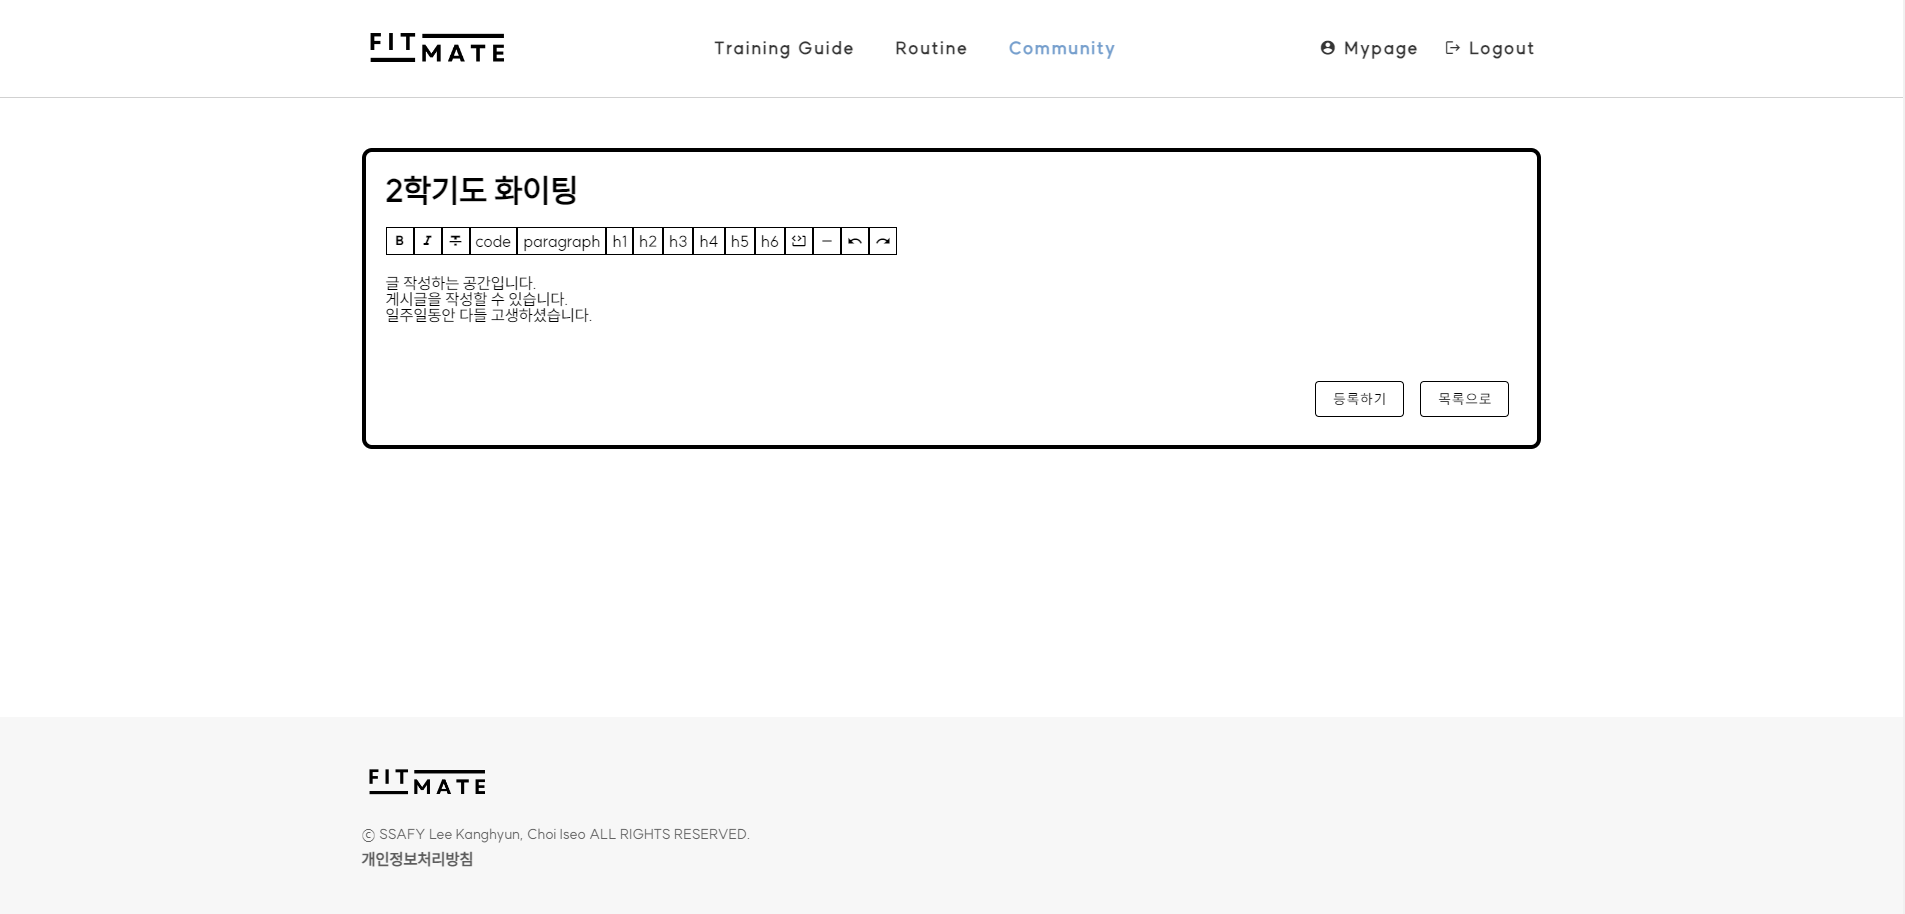 FIT MATE
Training Guide Routine Community
Mypage Logout
2학기도 화이팅
B I T code paragraph h1 h2 h3 h4 h5 h6
글 작성하는 공간입니다.
게시글을 작성할 수 있습니다.
일주일동안 다들 고생하셨습니다.
등록하기 목록으로
FIT MATE
© SSAFY Lee Kanghyun, Choi Iseo ALL RIGHTS RESERVED.
개인정보처리방침